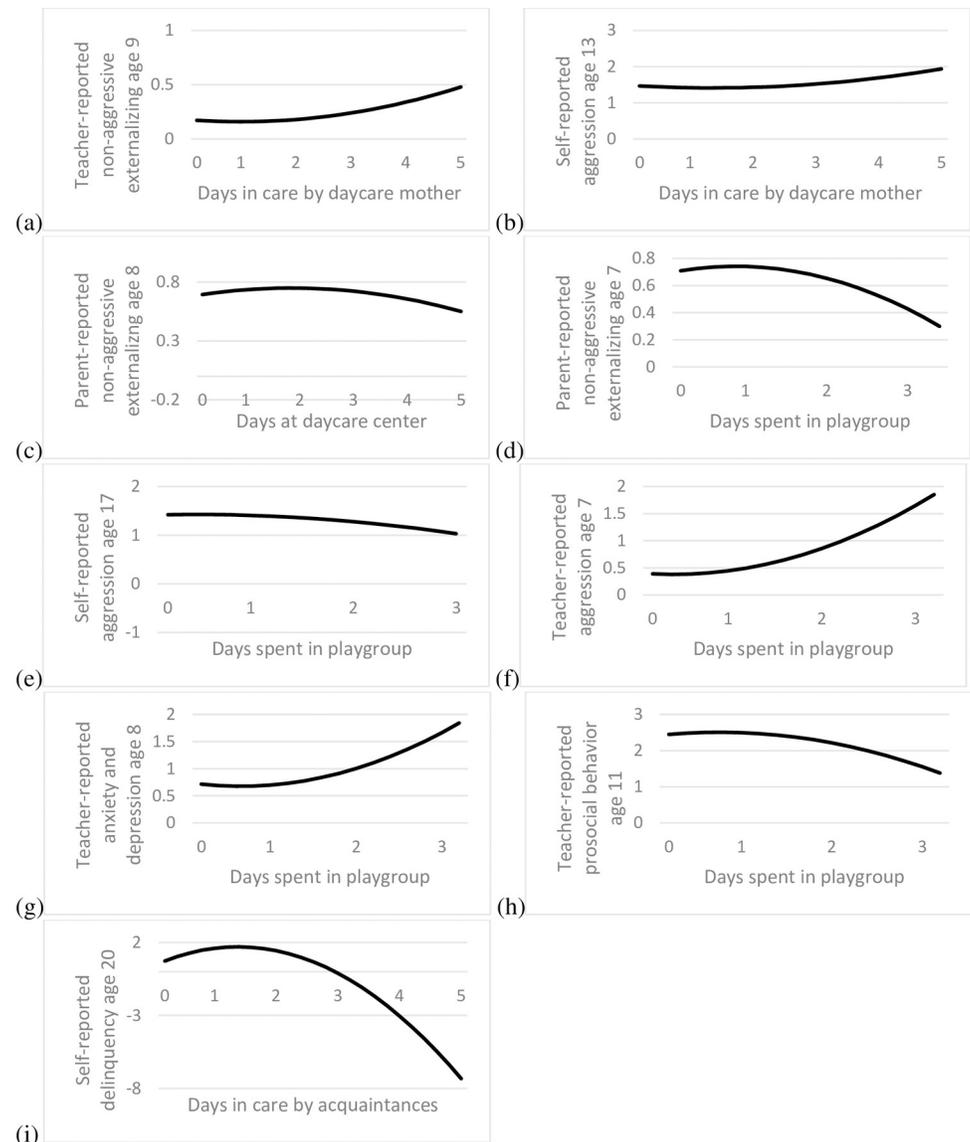 1
0.5
0
0 1 2 3 4 5
Teacher-reported
non-aggressive
externalizing age 9
Days in care by daycare mother
(a)
3
2
1
0
0 1 2 3 4 5
Self-reported
aggression age 13
Days in care by daycare mother
(b)
0.8
0.3
-0.2
0 1 2 3 4 5
Parent-reported
non-aggressive
externalizng age 8
Days at daycare center
(c)
0.8
0.6
0.4
0.2
0
0 1 2 3
Parent-reported
non-aggressive
externalizing age 7
Days spent in playgroup
(d)
2
1
0
-1
0 1 2 3
Self-reported
aggression age 17
Days spent in playgroup
(e)
2
1.5
1
0.5
0
0 1 2 3
Teacher-reported
aggression age 7
Days spent in playgroup
(f)
2
1.5
1
0.5
0
0 1 2 3
Teacher-reported
anxiety and
depression age 8
Days spent in playgroup
(g)
3
2
1
0
0 1 2 3
Teacher-reported
prosocial behavior
age 11
Days spent in playgroup
(h)
2
-3
-8
0 1 2 3 4 5
Self-reported
delinquency age 20
Days in care by acquaintances
(i)